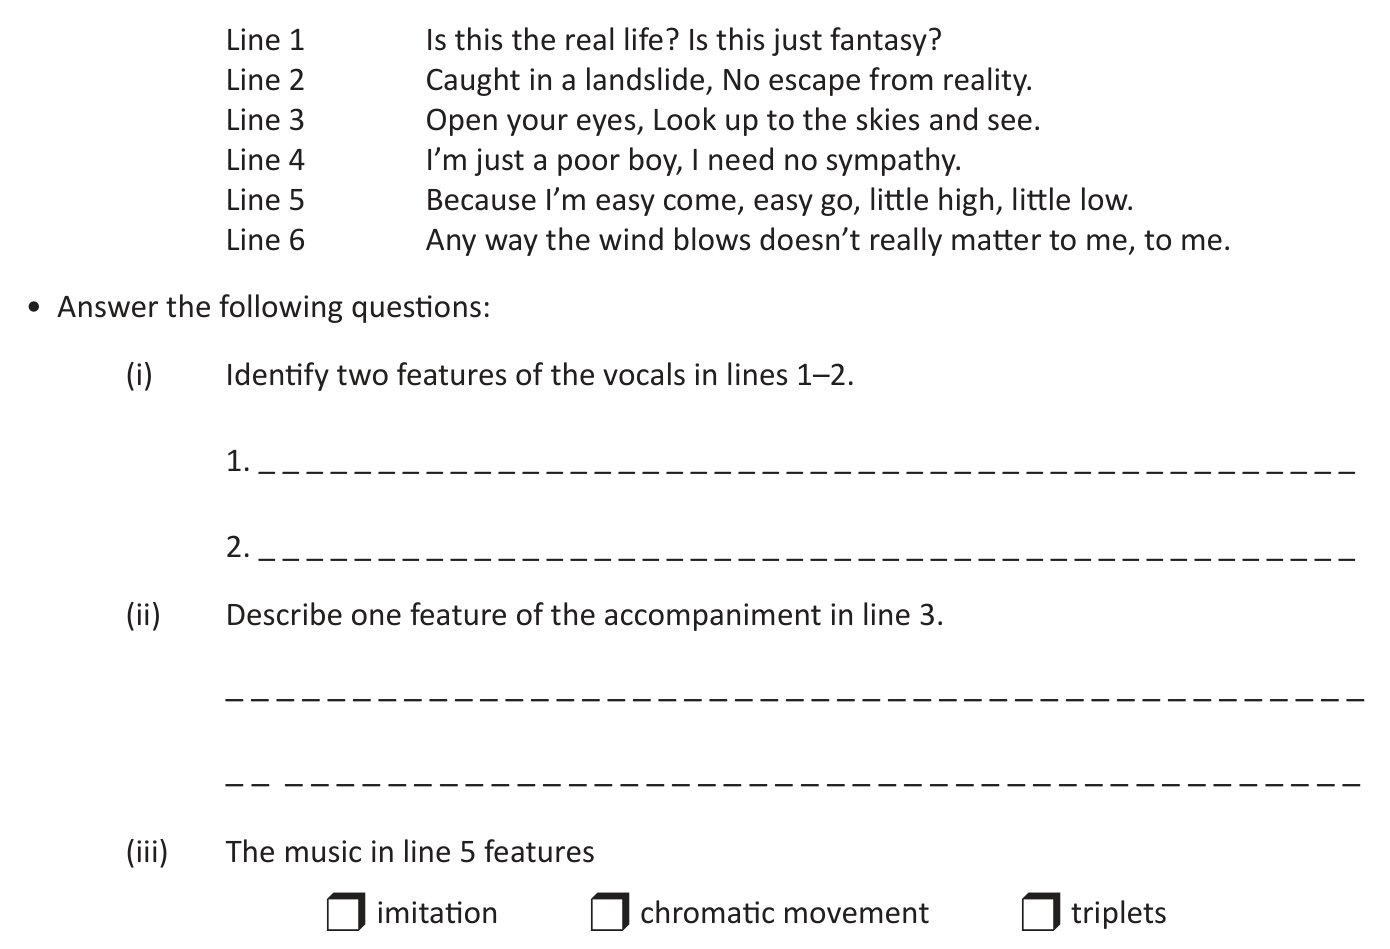 Line 1 Is this the real life? Is this just fantasy?
Line 2 Caught in a landslide, No escape from reality.
Line 3 Open your eyes, Look up to the skies and see.
Line 4 I’m just a poor boy, I need no sympathy.
Line 5 Because I’m easy come, easy go, little high, little low.
Line 6 Any way the wind blows doesn’t really matter to me, to me.
• Answer the following questions:
(i) Identify two features of the vocals in lines 1–2.
1. _ _ _ _ _ _ _ _ _ _ _ _ _ _ _ _ _ _ _ _ _ _ _ _ _ _ _ _ _ _ _ _ _ _ _ _ _ _ _ _ _ _ _ _ _ _
2. _ _ _ _ _ _ _ _ _ _ _ _ _ _ _ _ _ _ _ _ _ _ _ _ _ _ _ _ _ _ _ _ _ _ _ _ _ _ _ _ _ _ _ _ _ _
(ii) Describe one feature of the accompaniment in line 3.
(iii) The music in line 5 features
imitation chromatic movement triplets